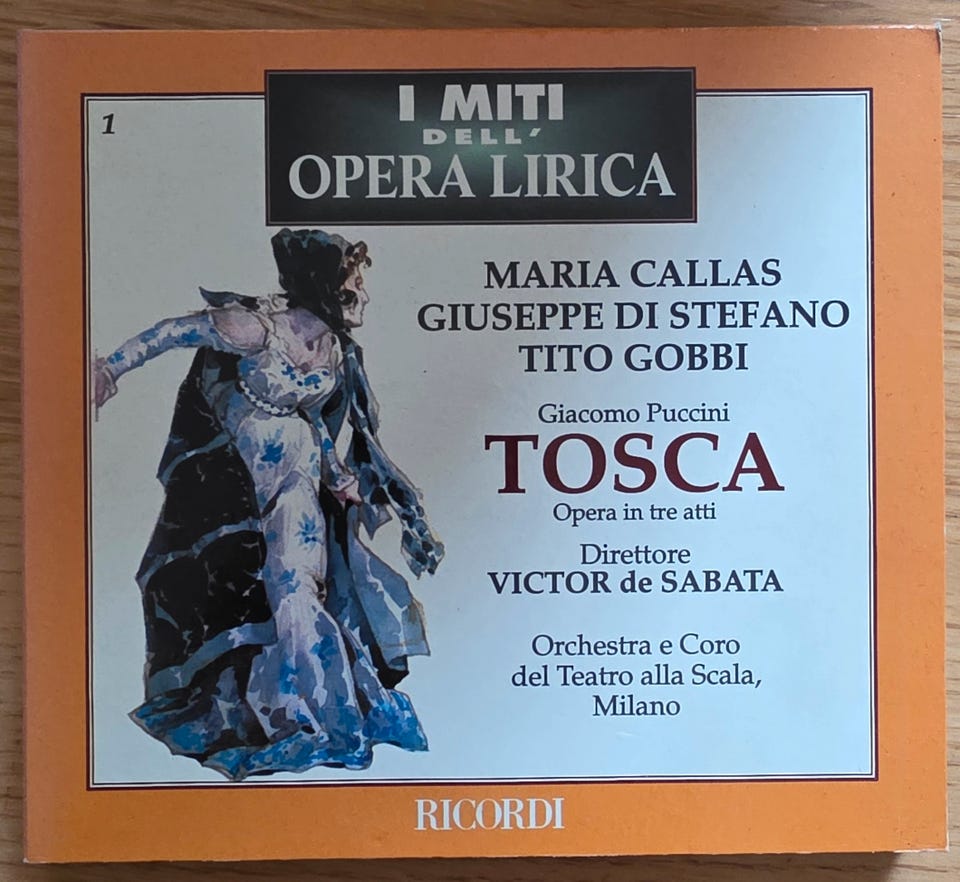 1
I MITI
DELL'
OPERA LIRICA
MARIA CALLAS
GIUSEPPE DI STEFANO
TITO GOBBI
Giacomo Puccini
TOSCA
Opera in tre atti
Direttore
VICTOR de SABATA
Orchestra e Coro
del Teatro alla Scala,
Milano
RICORDI